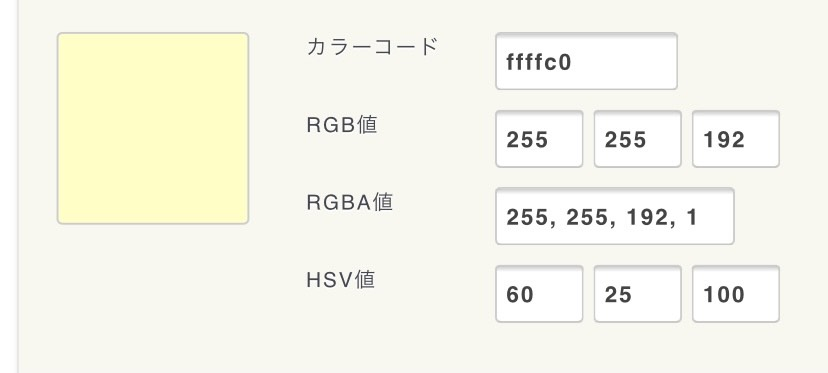 カラーコード ffffc0
RGB値 255 255 192
RGBA値 255, 255, 192, 1
HSV値 60 25 100